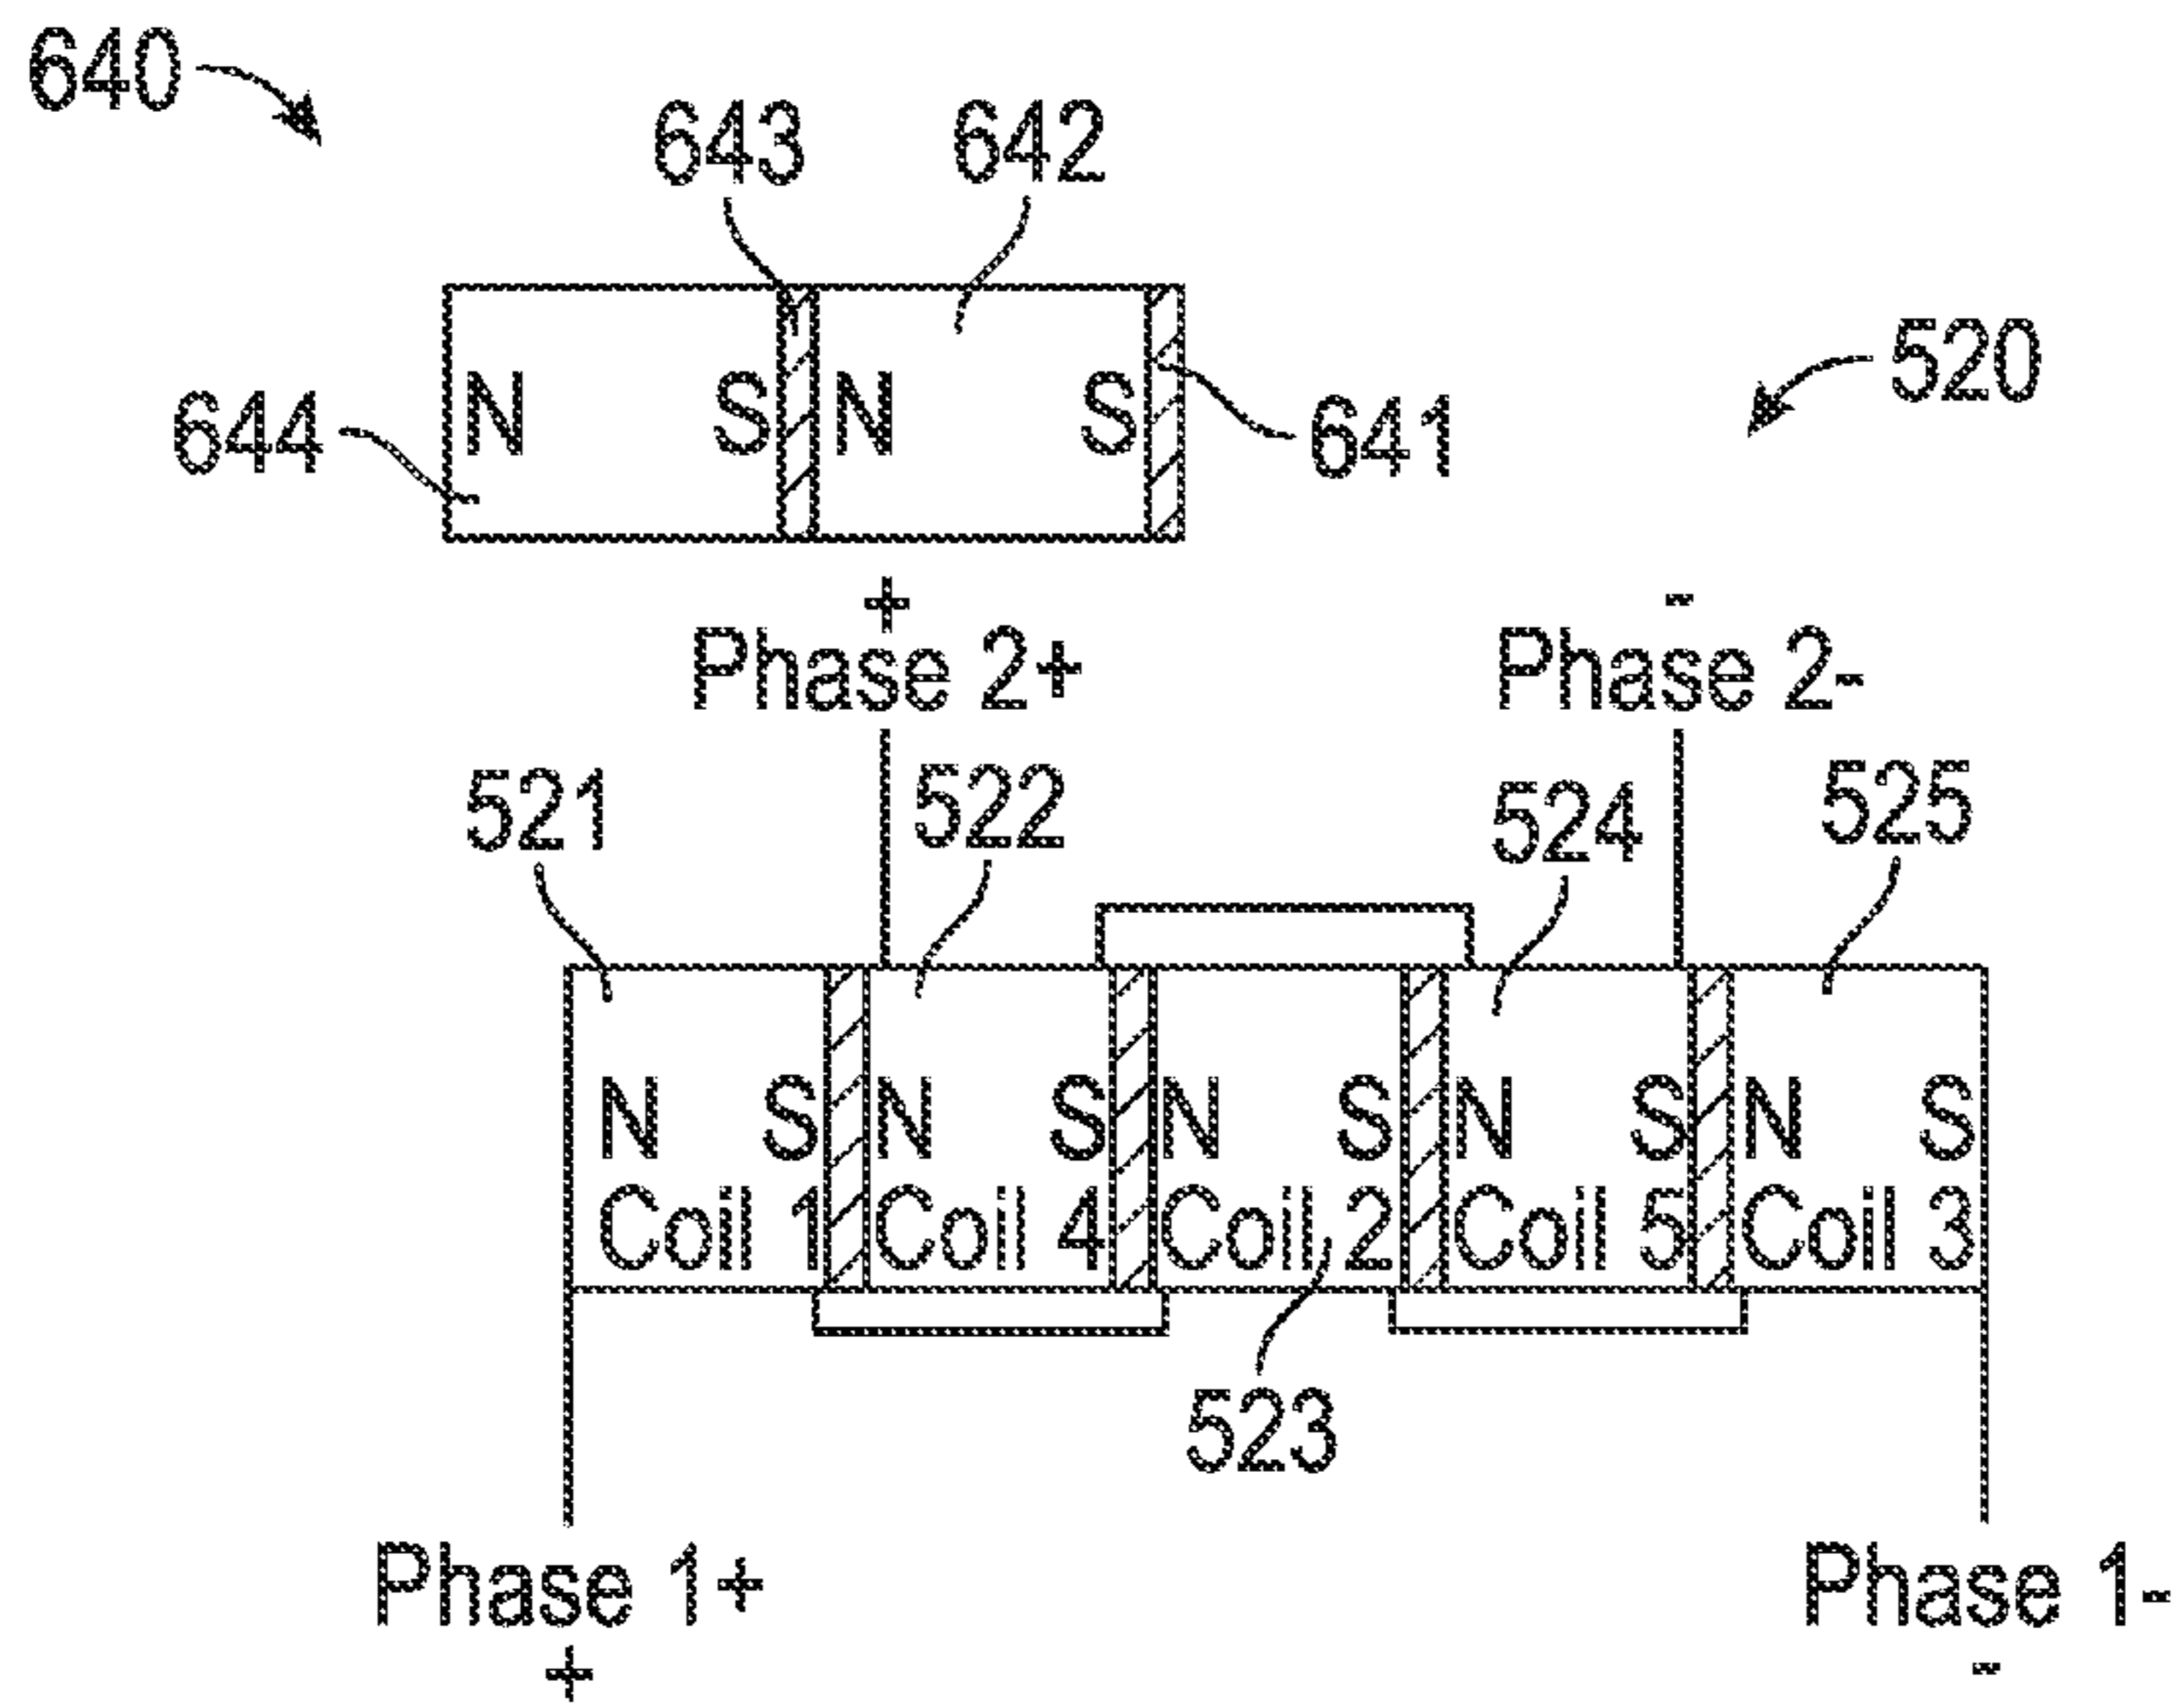 640
643 642
520
N S N S
644 641
+ -
Phase 2+ Phase 2-
521 522 524 525
N S N S N S N S N S
Coil 1 Coil 4 Coil 2 Coil 5 Coil 3
523
Phase 1+ Phase 1-
+ -